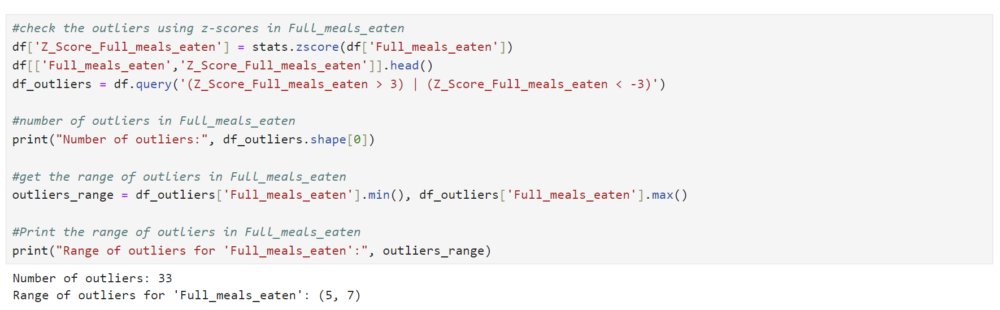 #check the outliers using z-scores in Full_meals_eaten
df['Z_Score_Full_meals_eaten'] = stats.zscore(df['Full_meals_eaten'])
df[['Full_meals_eaten','Z_Score_Full_meals_eaten']].head()
df_outliers = df.query('(Z_Score_Full_meals_eaten > 3) | (Z_Score_Full_meals_eaten < -3)')
#number of outliers in Full_meals_eaten
print("Number of outliers:", df_outliers.shape[0])
#get the range of outliers in Full_meals_eaten
outliers_range = df_outliers['Full_meals_eaten'].min(), df_outliers['Full_meals_eaten'].max()
#Print the range of outliers in Full_meals_eaten
print("Range of outliers for 'Full_meals_eaten':", outliers_range)
Number of outliers: 33
Range of outliers for 'Full_meals_eaten': (5, 7)